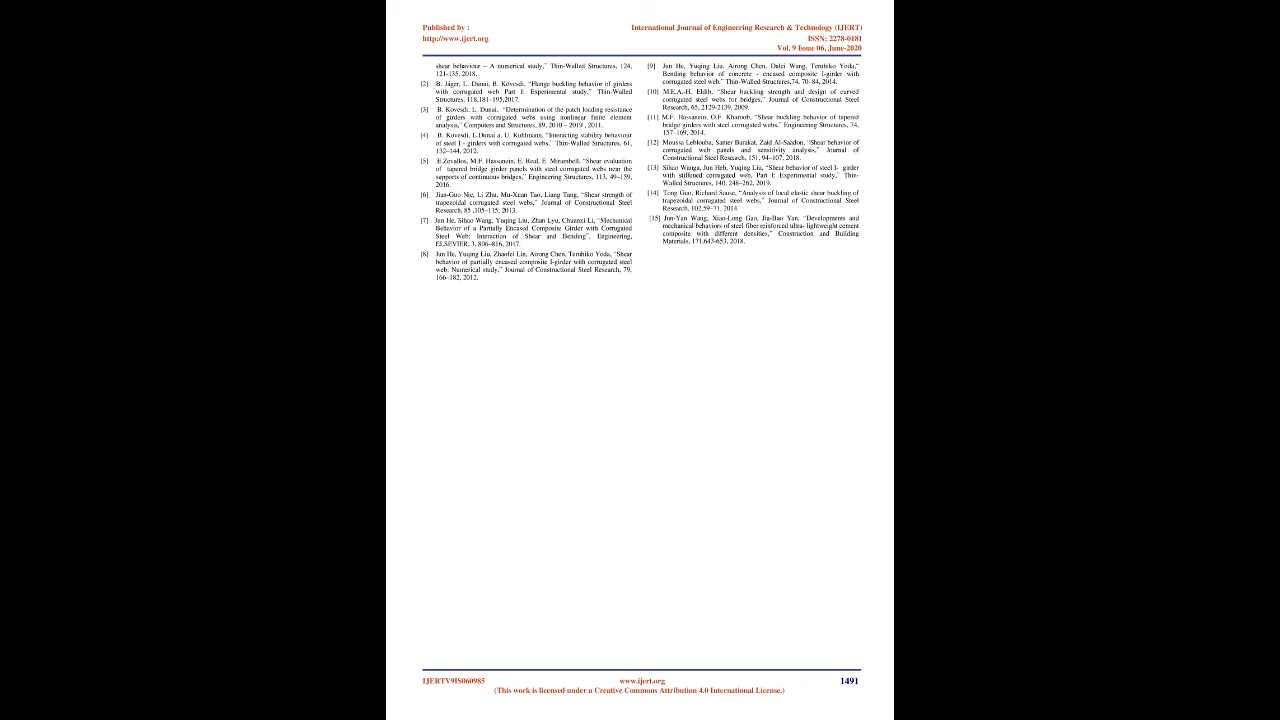 Published by :
International Journal of Engineering Research & Technology (IJERT)
http://www.ijert.org
ISSN: 2278-0181
Vol. 9 Issue 06, June-2020
shear behaviour – A numerical study,” Thin-Walled Structures, 124,
121-135, 2018.
[2] B. Jáger, L. Dunai, B. Kövesdi, “Flange buckling behavior of girders
with corrugated web Part I: Experimental study,” Thin-Walled
Structures, 118,181–195,2017.
[3] B. Kovesdi, L. Dunai, “Determination of the patch loading resistance
of girders with corrugated webs using nonlinear finite element
analysis,” Computers and Structures, 89, 2010 – 2019 , 2011.
[4] B. Kovesdi, L.Dunai a, U. Kuhlmann, “Interacting stability behaviour
of steel I - girders with corrugated webs,” Thin-Walled Structures, 61,
132–144, 2012.
[5] E.Zevallos, M.F. Hassanein, E. Real, E. Mirambell, “Shear evaluation
of tapered bridge girder panels with steel corrugated webs near the
supports of continuous bridges,” Engineering Structures, 113, 49–159,
2016.
[6] Jian-Guo Nie, Li Zhu, Mu-Xuan Tao, Liang Tang, “Shear strength of
trapezoidal corrugated steel webs,” Journal of Constructional Steel
Research, 85 ,105–115, 2013.
[7] Jun He, Sihao Wang, Yuqing Liu, Zhan Lyu, Chuanxi Li, “Mechanical
Behavior of a Partially Encased Composite Girder with Corrugated
Steel Web: Interaction of Shear and Bending”, Engineering,
ELSEVIER, 3, 806–816, 2017.
[8] Jun He, Yuqing Liu, Zhaofei Lin, Airong Chen, Teruhiko Yoda, “Shear
behavior of partially encased composite I-girder with corrugated steel
web: Numerical study,” Journal of Constructional Steel Research, 79,
166–182, 2012.
[9] Jun He, Yuqing Liu, Airong Chen, Dalei Wang, Teruhiko Yoda,“
Bending behavior of concrete - encased composite I-girder with
corrugated steel web.” Thin-Walled Structures,74, 70–84, 2014.
[10] M.E.A.-H. Eldib, “Shear buckling strength and design of curved
corrugated steel webs for bridges,” Journal of Constructional Steel
Research, 65, 2129-2139, 2009.
[11] M.F. Hassanein, O.F. Kharoob, “Shear buckling behavior of tapered
bridge girders with steel corrugated webs,” Engineering Structures, 74,
157–169, 2014.
[12] Moussa Leblouba, Samer Barakat, Zaid Al-Saadon, “Shear behavior of
corrugated web panels and sensitivity analysis,” Journal of
Constructional Steel Research, 151, 94–107, 2018.
[13] Sihao Wanga, Jun Heb, Yuqing Liu, “Shear behavior of steel I- girder
with stiffened corrugated web, Part I: Experimental study,” Thin-
Walled Structures, 140, 248–262, 2019.
[14] Tong Guo, Richard Sause, “Analysis of local elastic shear buckling of
trapezoidal corrugated steel webs,” Journal of Constructional Steel
Research, 102,59–71, 2014.
[15] Jun-Yan Wang, Xiao-Long Gao, Jia-Bao Yan, “Developments and
mechanical behaviors of steel fiber reinforced ultra- lightweight cement
composite with different densities,” Construction and Building
Materials, 171,643-653, 2018.
IJERTV9IS060985
www.ijert.org
1491
(This work is licensed under a Creative Commons Attribution 4.0 International License.)